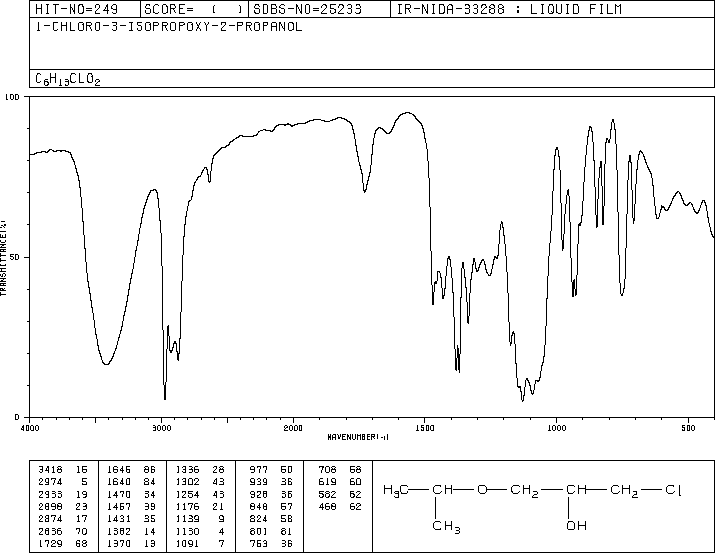 HIT-NO=249 SCORE= ( ) SDBS-NO=25233 IR-NIDA-33288 : LIQUID FILM
1-CHLORO-3-ISOPROPOXY-2-PROPANOL
C6H13CLO2
100
TRANSMITTANCE(%)
50
0
4000 3000 2000 1500 1000 500
WAVENUMBER(-1)
3418 16 1646 86 1336 28 977 50 708 58
2974 5 1640 84 1302 43 939 36 619 60
2933 19 1470 34 1254 43 928 36 582 62
2898 23 1457 39 1176 21 848 57 468 62
2874 17 1431 35 1139 9 824 58
2636 70 1382 14 1130 4 801 81
1729 68 1370 13 1091 7 753 36
H3C CH O CH2 CH CH2 Cl
CH3 OH